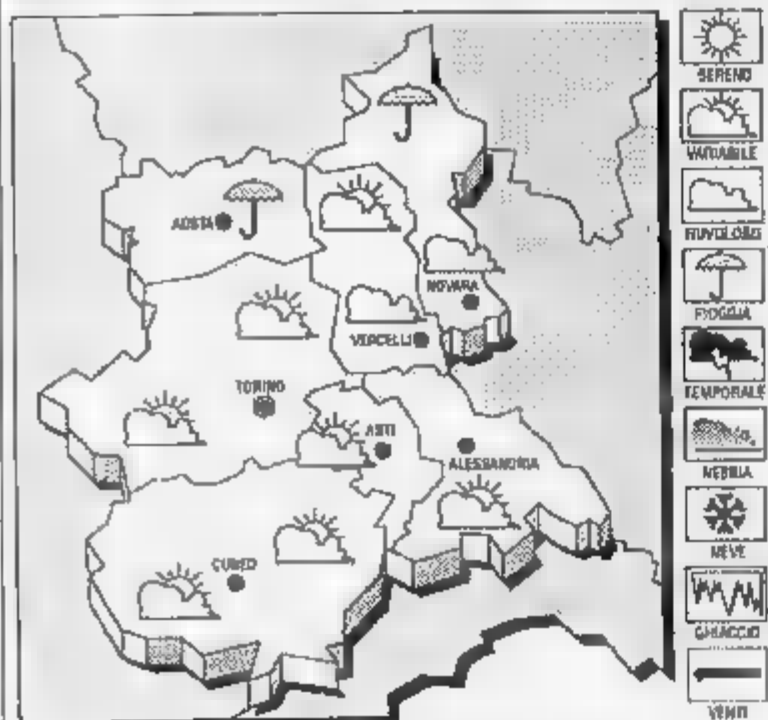 AOSTA
NOVARA
VERCELLI
TORINO
ASTI
ALESSANDRIA
CUNEO
SERENO
VARIABILE
NUVOLOSO
PIOGGIA
TEMPORALE
NEBBIA
NEVE
GHIACCIO
VENTI